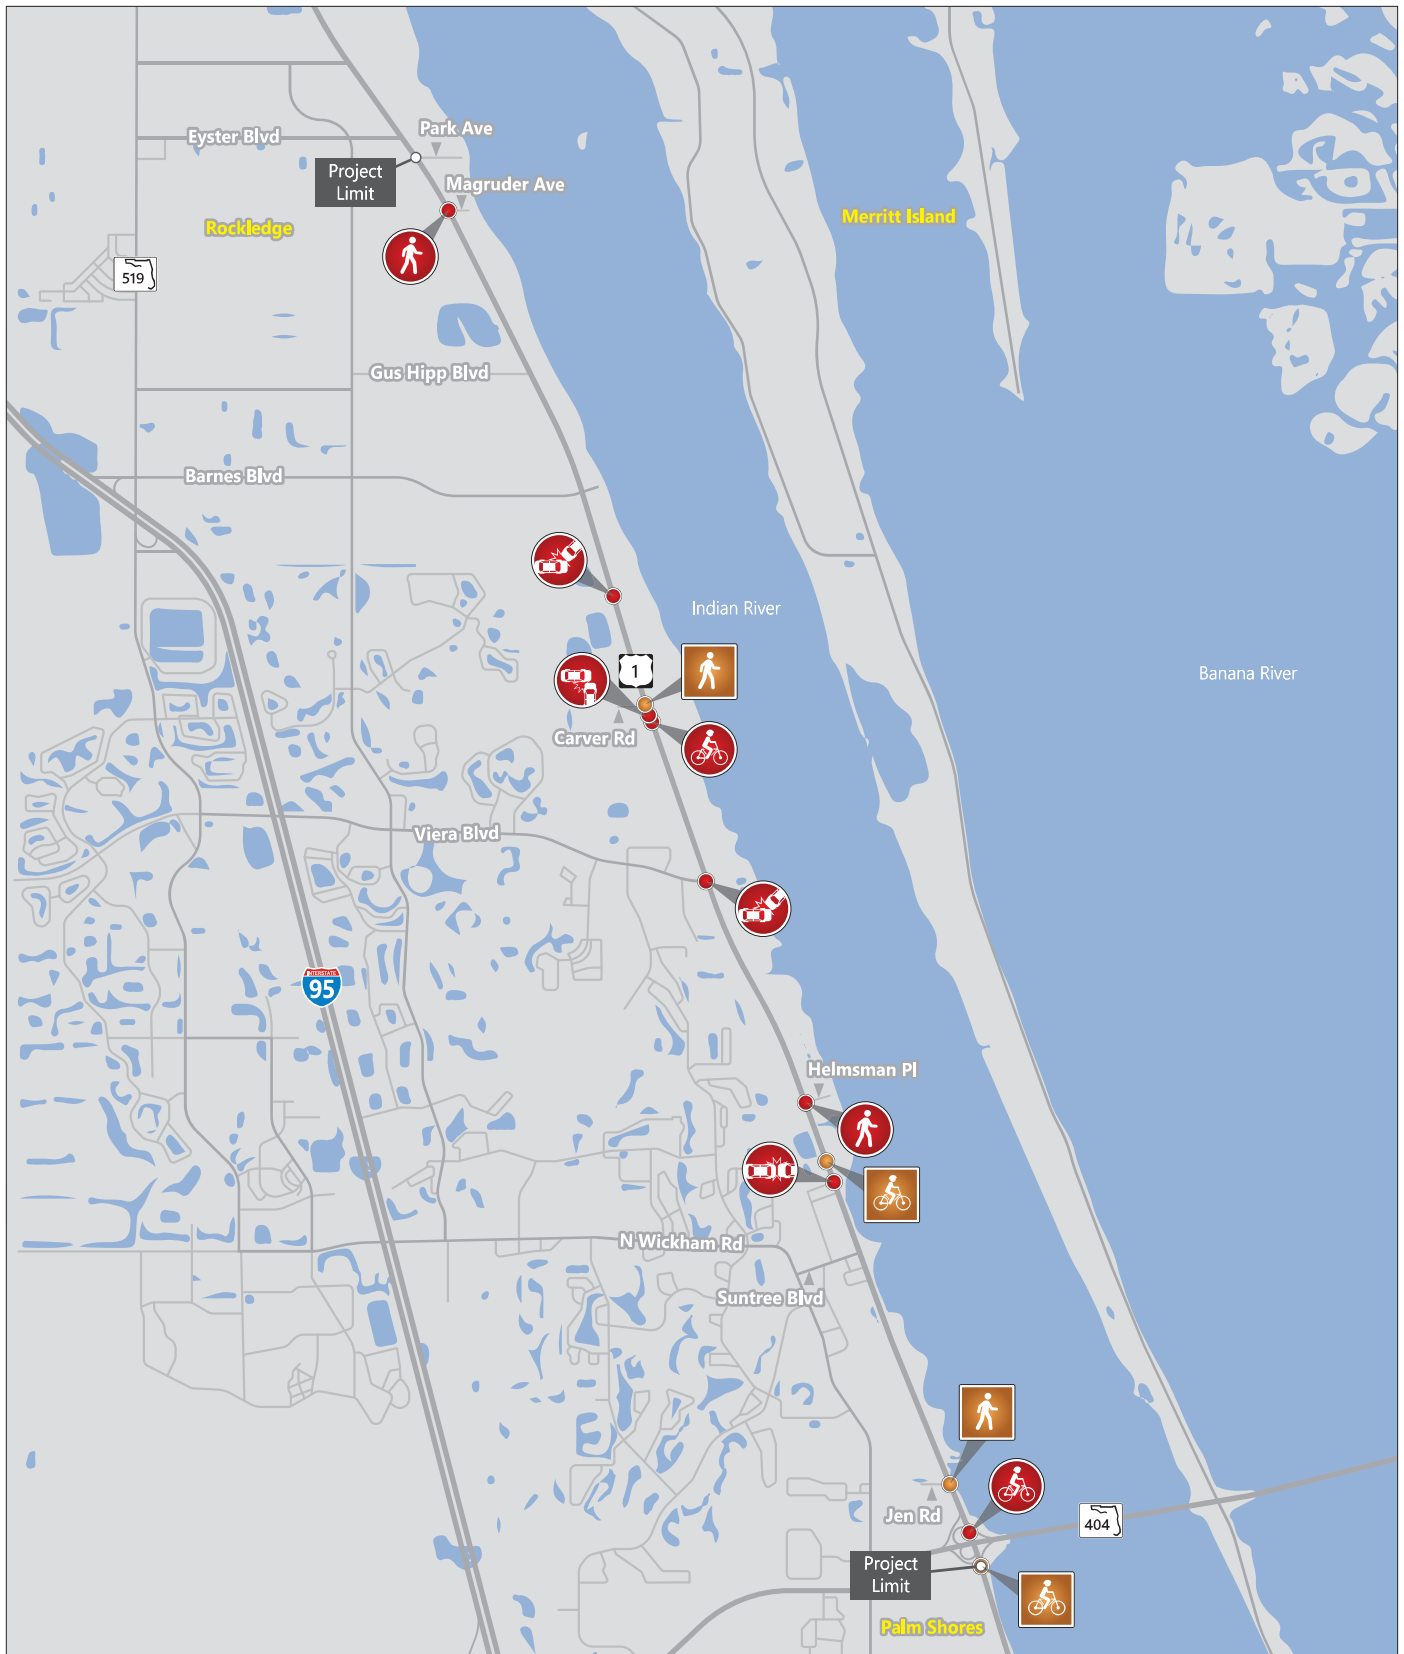 Park Ave
Eyster Blvd
Project
Limit
Magruder Ave
Merritt Island
Rockledge
519
Gus Hipp Blvd
Barnes Blvd
Indian River
1
Banana River
Carver Rd
Viera Blvd
INTERSTATE
95
Helmsman Pl
N Wickham Rd
Suntree Blvd
Jen Rd
404
Project
Limit
Palm Shores